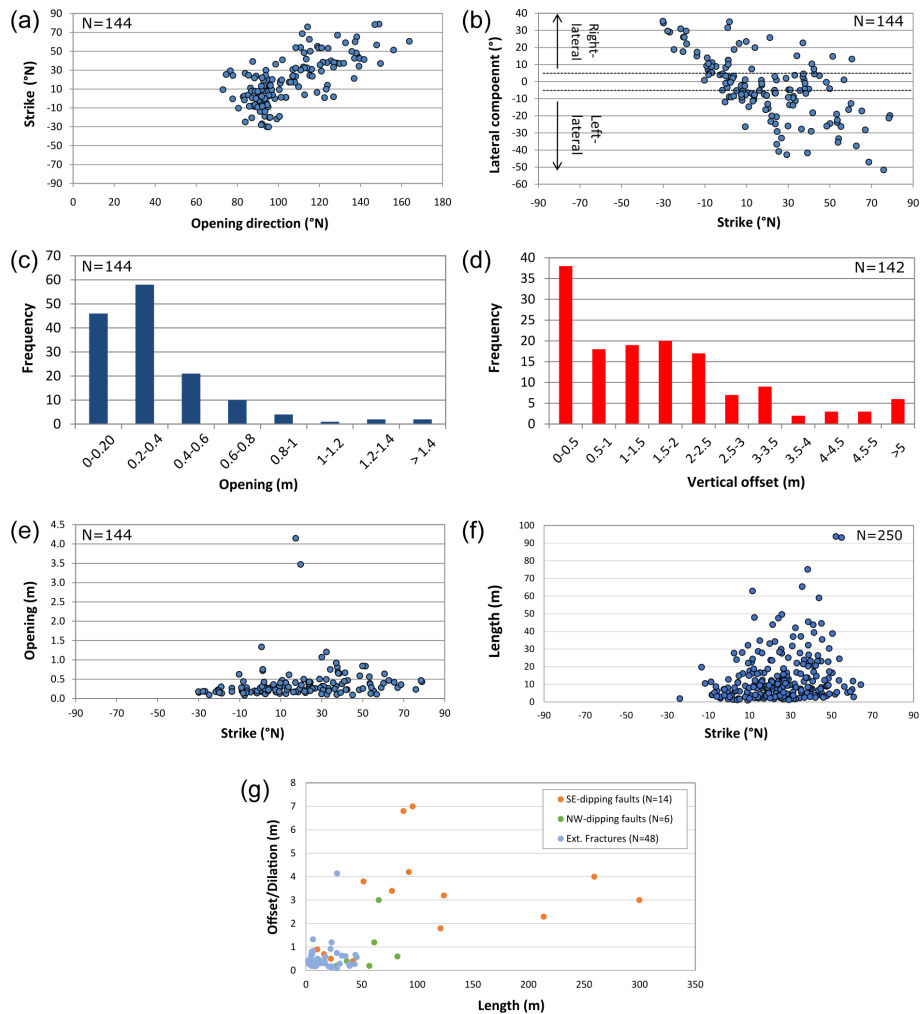 (a)
N=144
Strike (°N)
90
70
50
30
10
-10
-30
-50
-70
-90
0 20 40 60 80 100 120 140 160 180
Opening direction (°N)
(b)
N=144
Lateral compoennt (°)
40
30
20
10
0
-10
-20
-30
-40
-50
-60
Right-
lateral
Left-
lateral
-90 -70 -50 -30 -10 10 30 50 70 90
Strike (°N)
(c)
N=144
Frequency
70
60
50
40
30
20
10
0
0-0.20 0.2-0.4 0.4-0.6 0.6-0.8 0.8-1 1-1.2 1.2-1.4 > 1.4
Opening (m)
(d)
N=142
Frequency
40
35
30
25
20
15
10
5
0
0-0.5 0.5-1 1-1.5 1.5-2 2-2.5 2.5-3 3-3.5 3.5-4 4-4.5 4.5-5 >5
Vertical offset (m)
(e)
N=144
Opening (m)
4.5
4.0
3.5
3.0
2.5
2.0
1.5
1.0
0.5
0.0
-90 -70 -50 -30 -10 10 30 50 70 90
Strike (°N)
(f)
N=250
Length (m)
100
90
80
70
60
50
40
30
20
10
0
-90 -70 -50 -30 -10 10 30 50 70 90
Strike (°N)
(g)
Offset/Dilation (m)
8
7
6
5
4
3
2
1
0
SE-dipping faults (N=14)
NW-dipping faults (N=6)
Ext. Fractures (N=48)
0 50 100 150 200 250 300 350
Length (m)